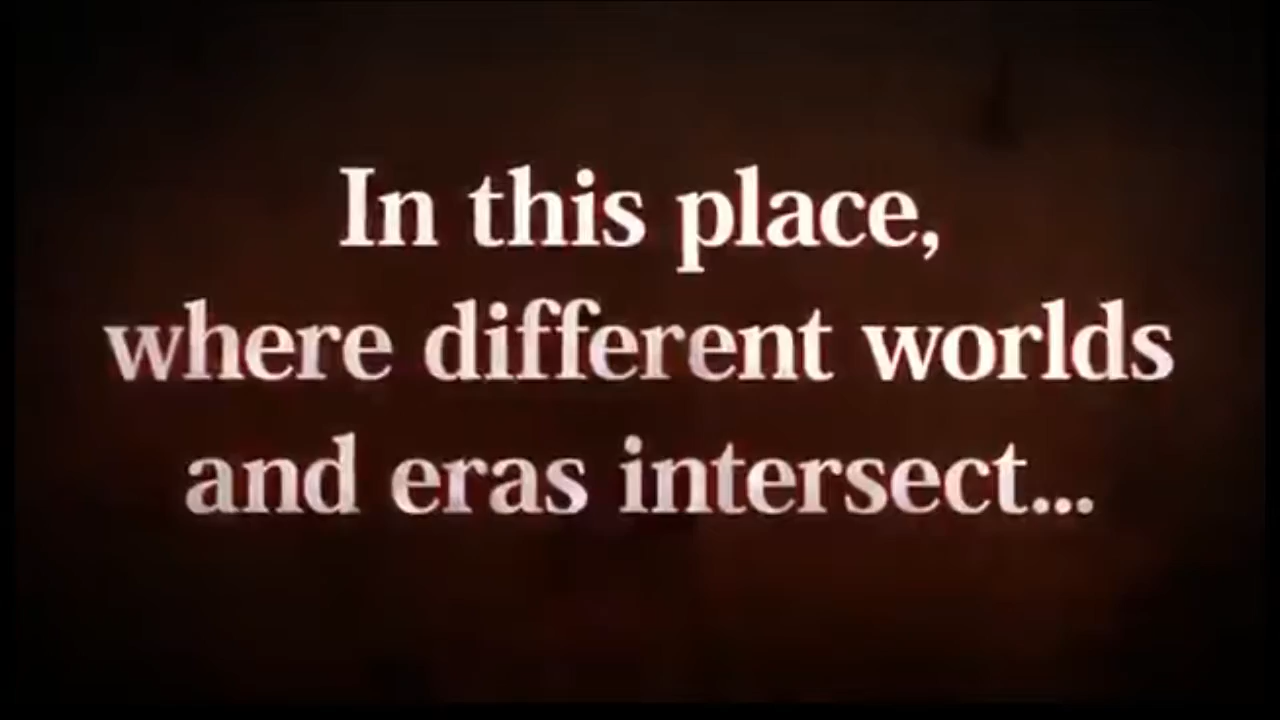 In this place,
where different worlds
and eras intersect...